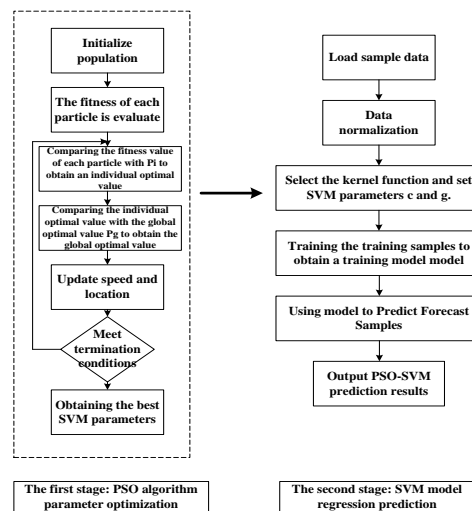 Initialize
population
The fitness of each
particle is evaluate
Comparing the fitness value
of each particle with Pi to
obtain an individual optimal
value
Comparing the individual
optimal value with the global
optimal value Pg to obtain the
global optimal value
Update speed and
location
Meet
termination
conditions
Obtaining the best
SVM parameters
The first stage: PSO algorithm
parameter optimization
Load sample data
Data
normalization
Select the kernel function and set
SVM parameters c and g.
Training the training samples to
obtain a training model model
Using model to Predict Forecast
Samples
Output PSO-SVM
prediction results
The second stage: SVM model
regression prediction